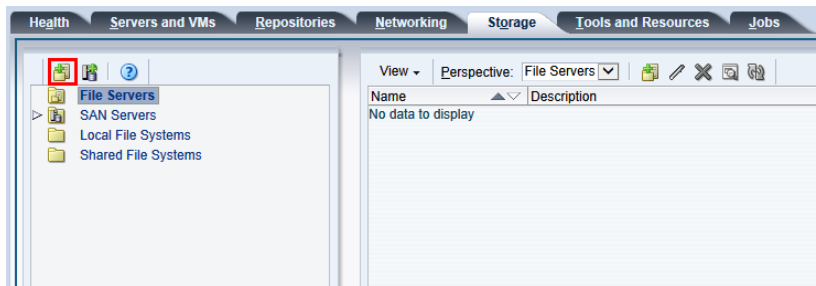 Health Servers and VMs Repositories Networking Storage Tools and Resources Jobs
View Perspective: File Servers
File Servers
SAN Servers
Local File Systems
Shared File Systems
Name Description
No data to display